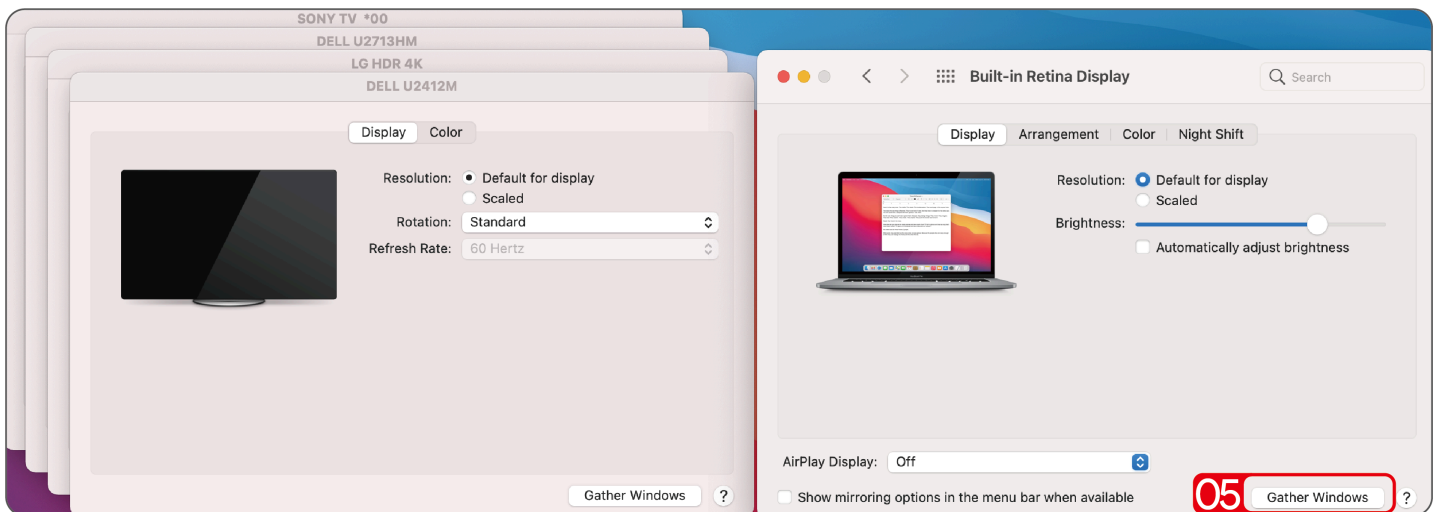 SONY TV *00
DELL U2713HM
LG HDR 4K
DELL U2412M
Display Color
Resolution: Default for display
Scaled
Rotation: Standard
Refresh Rate: 60 Hertz
Gather Windows ?
Built-in Retina Display
Search
Display Arrangement Color Night Shift
Resolution: Default for display
Scaled
Brightness:
Automatically adjust brightness
AirPlay Display: Off
Show mirroring options in the menu bar when available
05 Gather Windows ?